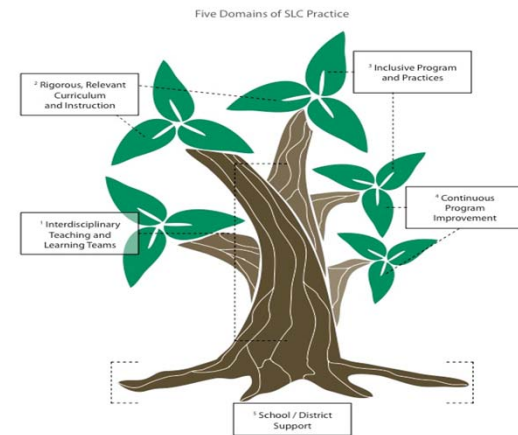 Five Domains of SLC Practice
² Rigorous, Relevant
Curriculum
and Instruction
³ Inclusive Program
and Practices
¹ Interdisciplinary
Teaching and
Learning Teams
⁴ Continuous
Program
Improvement
⁵ School / District
Support